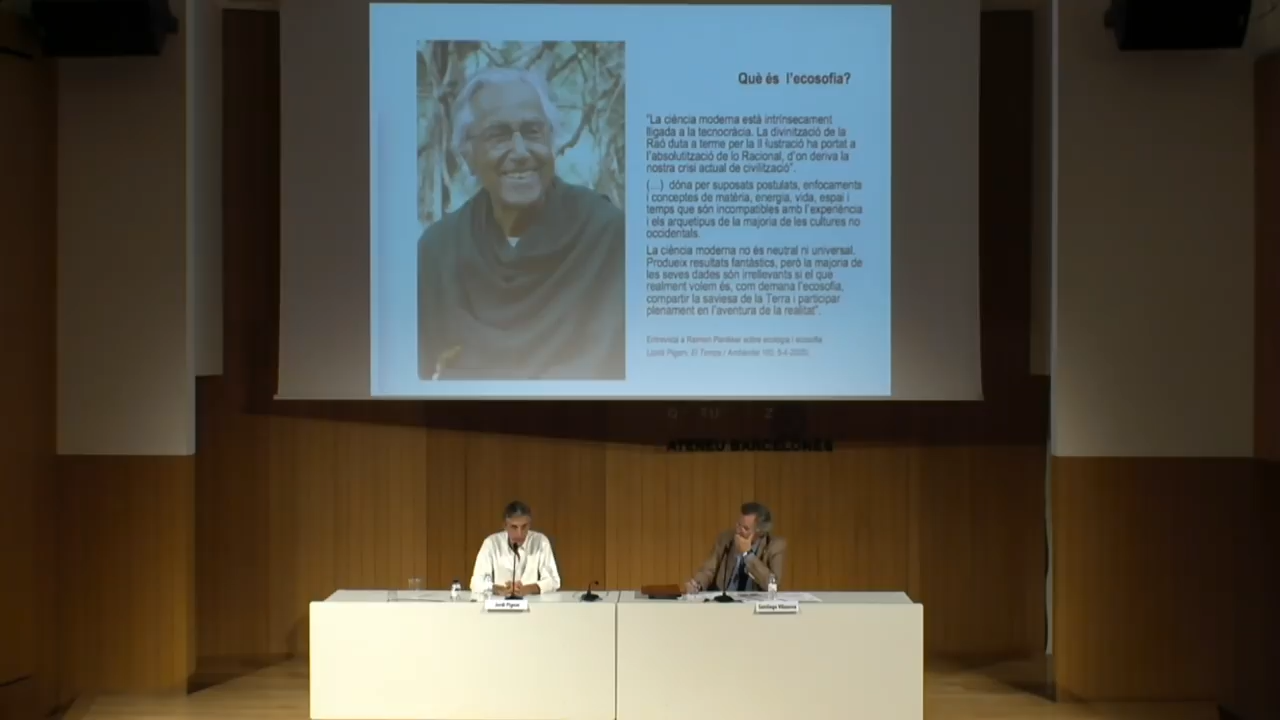 Què és l'ecosofia?
"La ciència moderna està intrínsecament
lligada a la tecnocràcia. La divinització de la
Raó duta a terme per la Il·lustració ha portat a
l'absolutització de lo Racional, d'on deriva la
nostra crisi actual de civilització".
(...) dóna per suposats postulats, enfocaments
i conceptes de matèria, energia, vida, espai i
temps que són incompatibles amb l'experiència
i els arquetipus de la majoria de les cultures no
occidentals.
La ciència moderna no és neutral ni universal.
Produeix resultats fantàstics, però la majoria de
les seves dades són irrellevants si el que
realment volem és, com demana l'ecosofia,
compartir la saviesa de la Terra i participar
plenament en l'aventura de la realitat".
Entrevista a Raimon Panikkar sobre ecologia i ecosofia
Jordi Pigem, El Temps / Ambiental
ATENEU BARCELONÈS
Jordi Pigem
Santiago Vilanova